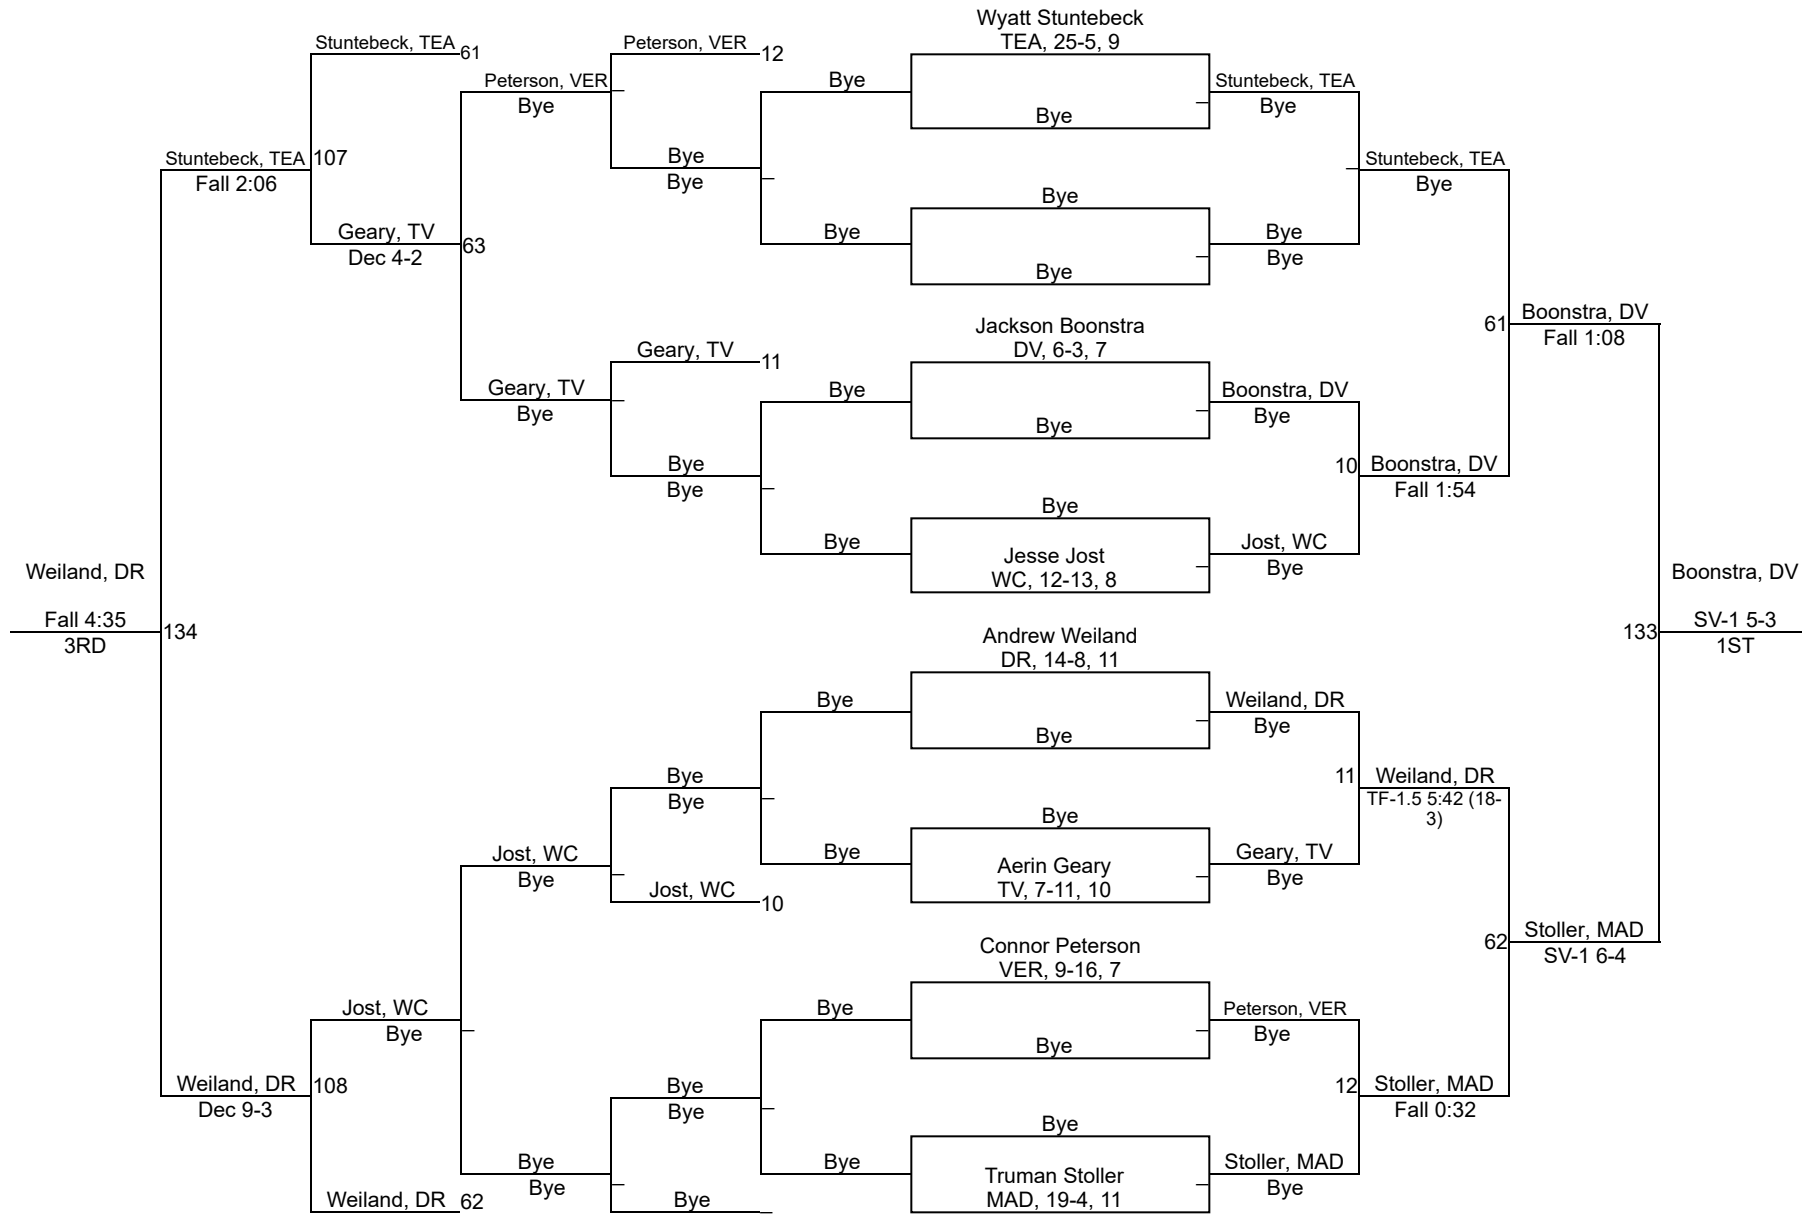 Wyatt Stuntebeck
TEA, 25-5, 9
Stuntebeck, TEA
61
Peterson, VER
12
Peterson, VER
Bye
Bye
Bye
Stuntebeck, TEA
Bye
Stuntebeck, TEA
107
Fall 2:06
Bye
Bye
Stuntebeck, TEA
Bye
Bye
Geary, TV
63
Dec 4-2
Bye
Bye
Bye
Bye
Jackson Boonstra
DV, 6-3, 7
61
Boonstra, DV
Fall 1:08
Geary, TV
11
Geary, TV
Bye
Bye
Bye
Boonstra, DV
Bye
Bye
Bye
10
Boonstra, DV
Fall 1:54
Bye
Bye
Jesse Jost
WC, 12-13, 8
Jost, WC
Bye
Weiland, DR
Fall 4:35
3RD
134
Boonstra, DV
133
SV-1 5-3
1ST
Andrew Weiland
DR, 14-8, 11
Bye
Bye
Weiland, DR
Bye
Bye
Bye
11
Weiland, DR
TF-1.5 5:42 (18-
3)
Jost, WC
Bye
Bye
Bye
Aerin Geary
TV, 7-11, 10
Geary, TV
Bye
Jost, WC
10
Connor Peterson
VER, 9-16, 7
62
Stoller, MAD
SV-1 6-4
Jost, WC
Bye
Bye
Bye
Peterson, VER
Bye
Weiland, DR
108
Dec 9-3
Bye
Bye
12
Stoller, MAD
Fall 0:32
Bye
Bye
Bye
Bye
Truman Stoller
MAD, 19-4, 11
Stoller, MAD
Bye
Weiland, DR
62
Bye